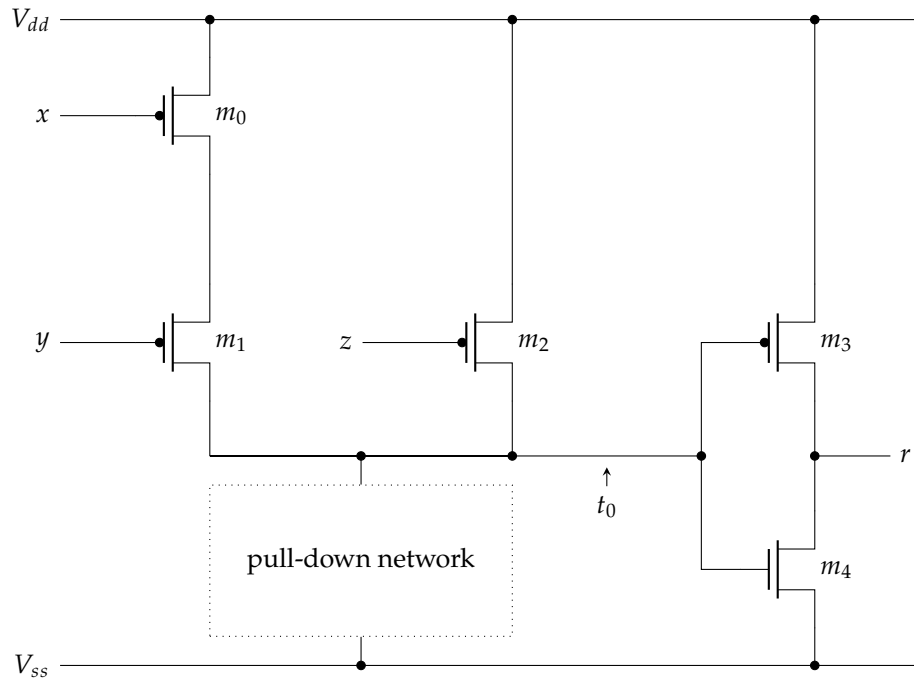 V_dd
x
m_0
y
m_1
z
m_2
m_3
r
t_0
pull-down network
m_4
V_ss